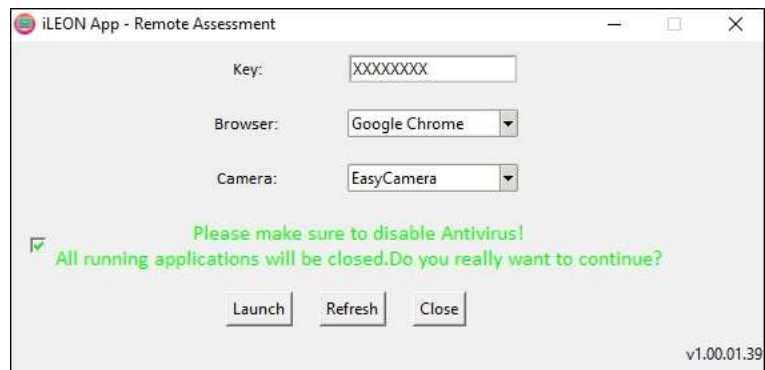 iLEON App - Remote Assessment
Key: XXXXXXXX
Browser: Google Chrome
Camera: EasyCamera
Please make sure to disable Antivirus!
All running applications will be closed.Do you really want to continue?
Launch Refresh Close
v1.00.01.39